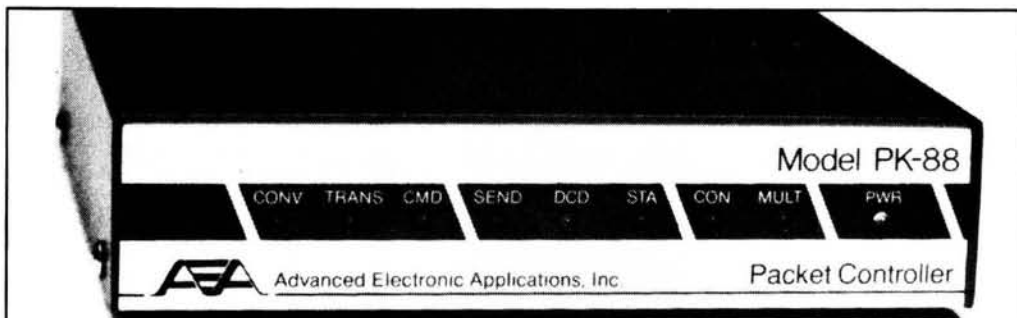 Model PK-88
CONV TRANS CMD SEND DCD STA CON MULT PWR
AEA Advanced Electronic Applications, Inc. Packet Controller